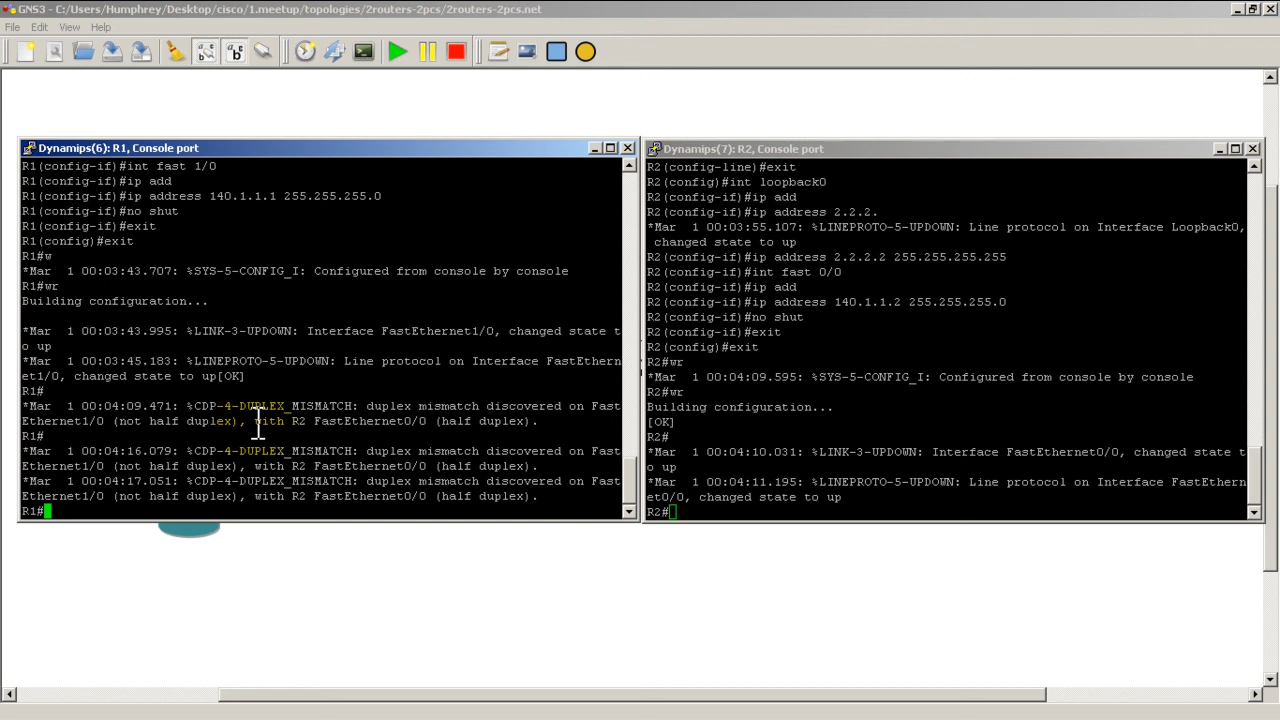 GNS3 - C:/Users/Humphrey/Desktop/cisco/1.meetup/topologies/2routers-2pcs/2routers-2pcs.net
File Edit View Help
Dynamips(6): R1, Console port
R1(config-if)#int fast 1/0
R1(config-if)#ip add
R1(config-if)#ip address 140.1.1.1 255.255.255.0
R1(config-if)#no shut
R1(config-if)#exit
R1(config)#exit
R1#w
*Mar  1 00:03:43.707: %SYS-5-CONFIG_I: Configured from console by console
R1#wr
Building configuration...
*Mar  1 00:03:43.995: %LINK-3-UPDOWN: Interface FastEthernet1/0, changed state t
o up
*Mar  1 00:03:45.183: %LINEPROTO-5-UPDOWN: Line protocol on Interface FastEthern
et1/0, changed state to up[OK]
R1#
*Mar  1 00:04:09.471: %CDP-4-DUPLEX_MISMATCH: duplex mismatch discovered on Fast
Ethernet1/0 (not half duplex), with R2 FastEthernet0/0 (half duplex).
R1#
*Mar  1 00:04:16.079: %CDP-4-DUPLEX_MISMATCH: duplex mismatch discovered on Fast
Ethernet1/0 (not half duplex), with R2 FastEthernet0/0 (half duplex).
*Mar  1 00:04:17.051: %CDP-4-DUPLEX_MISMATCH: duplex mismatch discovered on Fast
Ethernet1/0 (not half duplex), with R2 FastEthernet0/0 (half duplex).
R1#
Dynamips(7): R2, Console port
R2(config-line)#exit
R2(config)#int loopback0
R2(config-if)#ip add
R2(config-if)#ip address 2.2.2.
*Mar  1 00:03:55.107: %LINEPROTO-5-UPDOWN: Line protocol on Interface Loopback0,
changed state to up
R2(config-if)#ip address 2.2.2.2 255.255.255.255
R2(config-if)#int fast 0/0
R2(config-if)#ip add
R2(config-if)#ip address 140.1.1.2 255.255.255.0
R2(config-if)#no shut
R2(config-if)#exit
R2(config)#exit
R2#wr
*Mar  1 00:04:09.595: %SYS-5-CONFIG_I: Configured from console by console
R2#wr
Building configuration...
[OK]
R2#
*Mar  1 00:04:10.031: %LINK-3-UPDOWN: Interface FastEthernet0/0, changed state t
o up
*Mar  1 00:04:11.195: %LINEPROTO-5-UPDOWN: Line protocol on Interface FastEthern
et0/0, changed state to up
R2#